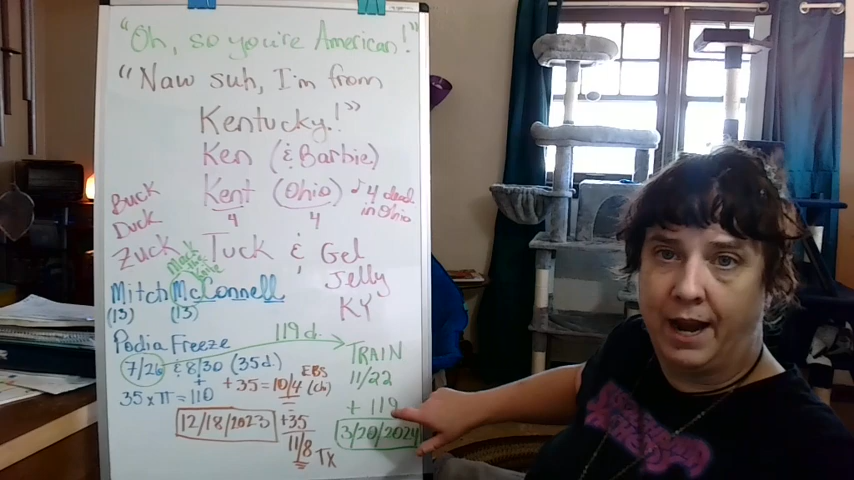 "Oh, so you're American!"
"Naw suh, I'm from
Kentucky!"
Ken (& Barbie)
Buck
Duck
Zuck
Kent (Ohio) ♪ 4 dead
in Ohio
4 4
Tuck & Gel
Jelly
KY
Mitch McConnell
(13) (13)
Podia Freeze
119 d.
7/26 & 8/30 (35d.)
+ 35 = 10/4 EBS
(ch)
35 x π = 110
12/18/2023
+35
11/8 TX
TRAIN
11/22
+ 119
3/20/2024